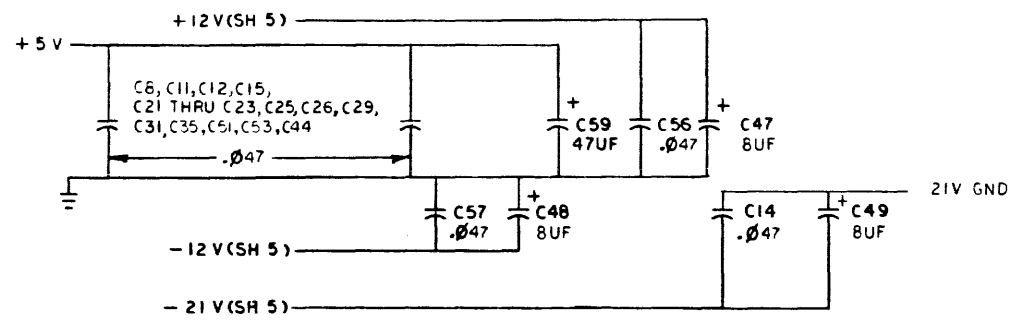 +12V(SH 5)
+5 V
C8, C11, C12, C15,
C21 THRU C23, C25, C26, C29,
C31, C35, C51, C53, C44
.Ø47
+
C59
47UF
C56
.Ø47
+
C47
8UF
C57
.Ø47
+
C48
8UF
-12V(SH 5)
21V GND
C14
.Ø47
+
C49
8UF
-21V(SH 5)